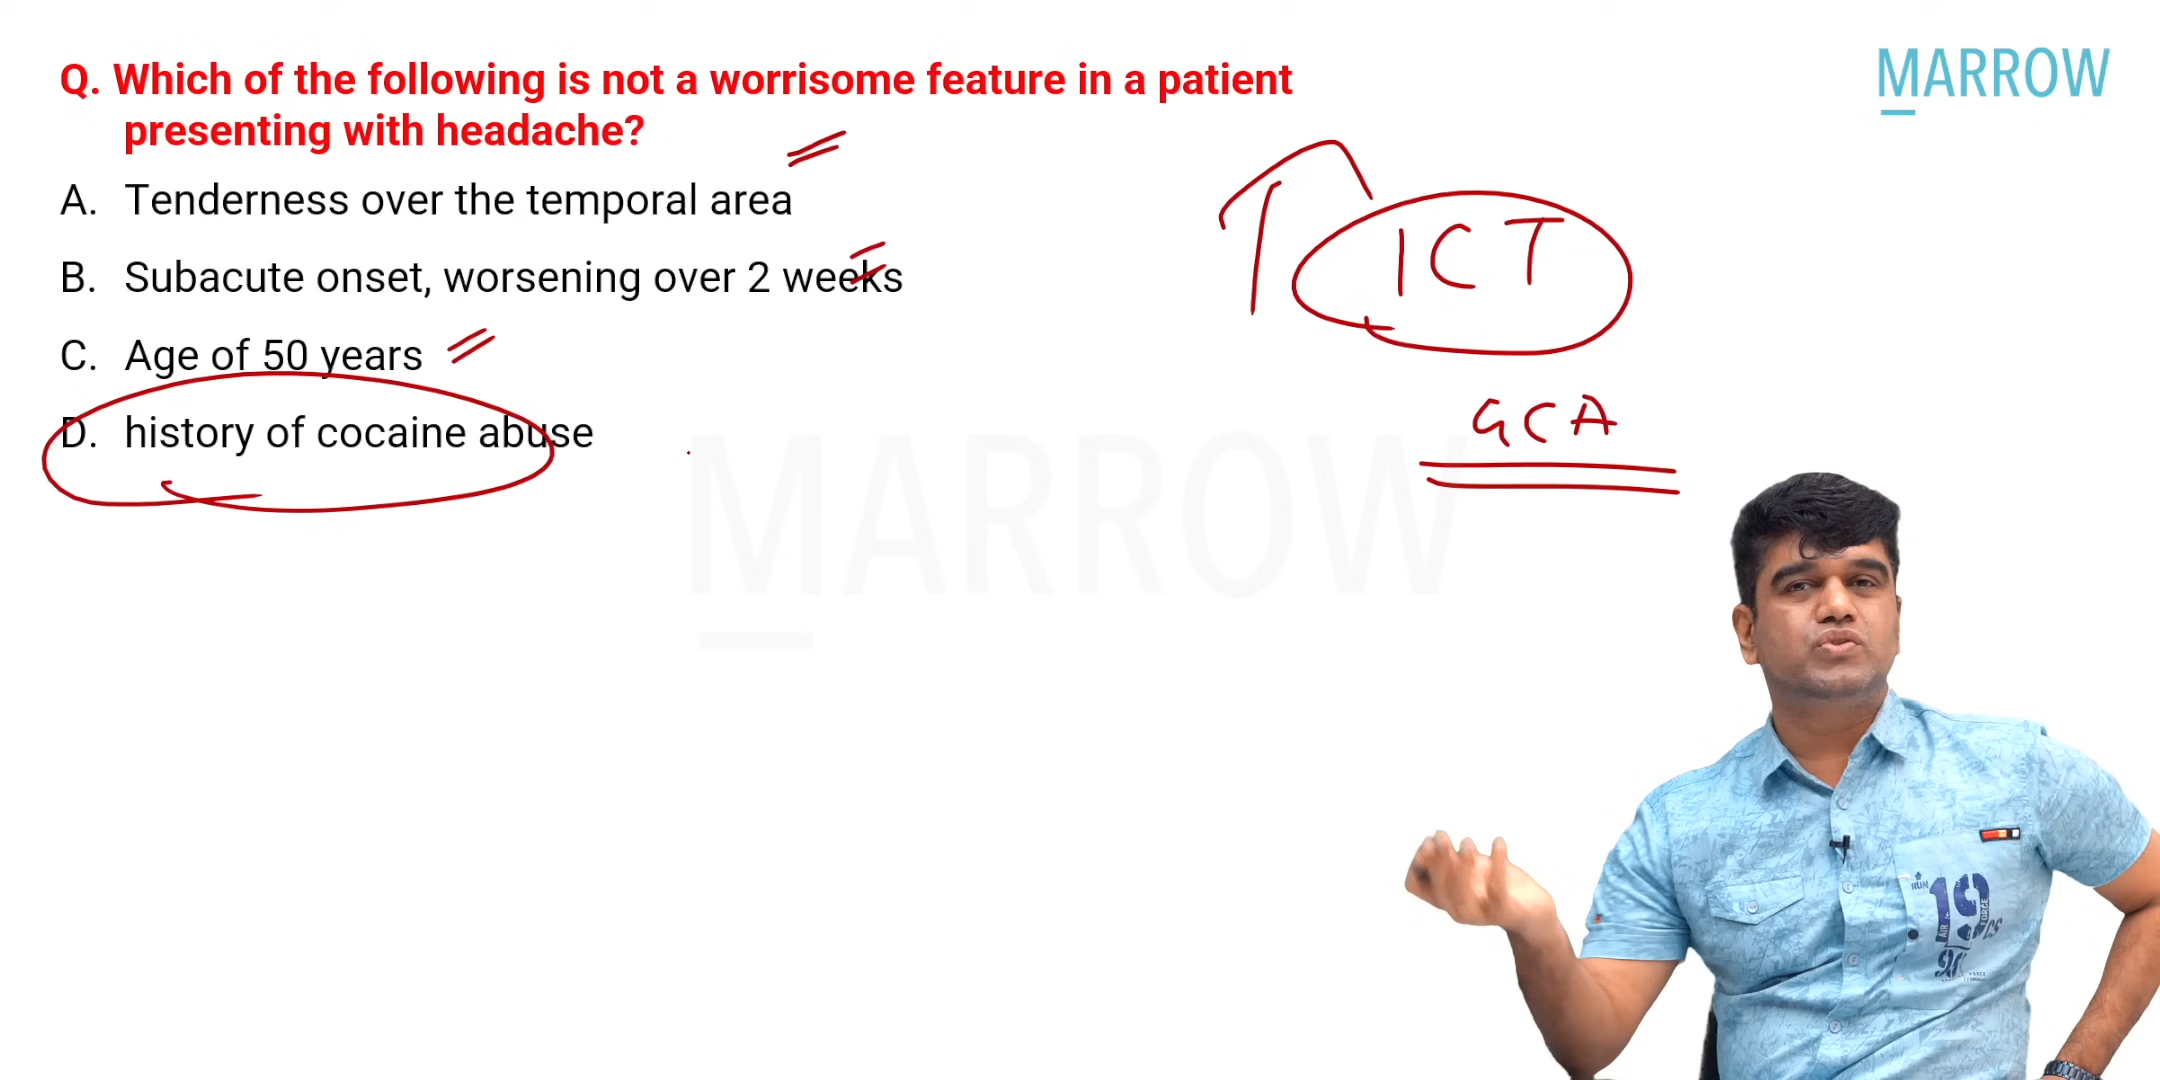 MARROW
Q. Which of the following is not a worrisome feature in a patient
presenting with headache?
A. Tenderness over the temporal area
B. Subacute onset, worsening over 2 weeks
C. Age of 50 years
D. history of cocaine abuse
↑ ICT
GCA
MARROW
RUN
19
AIR
FORCE